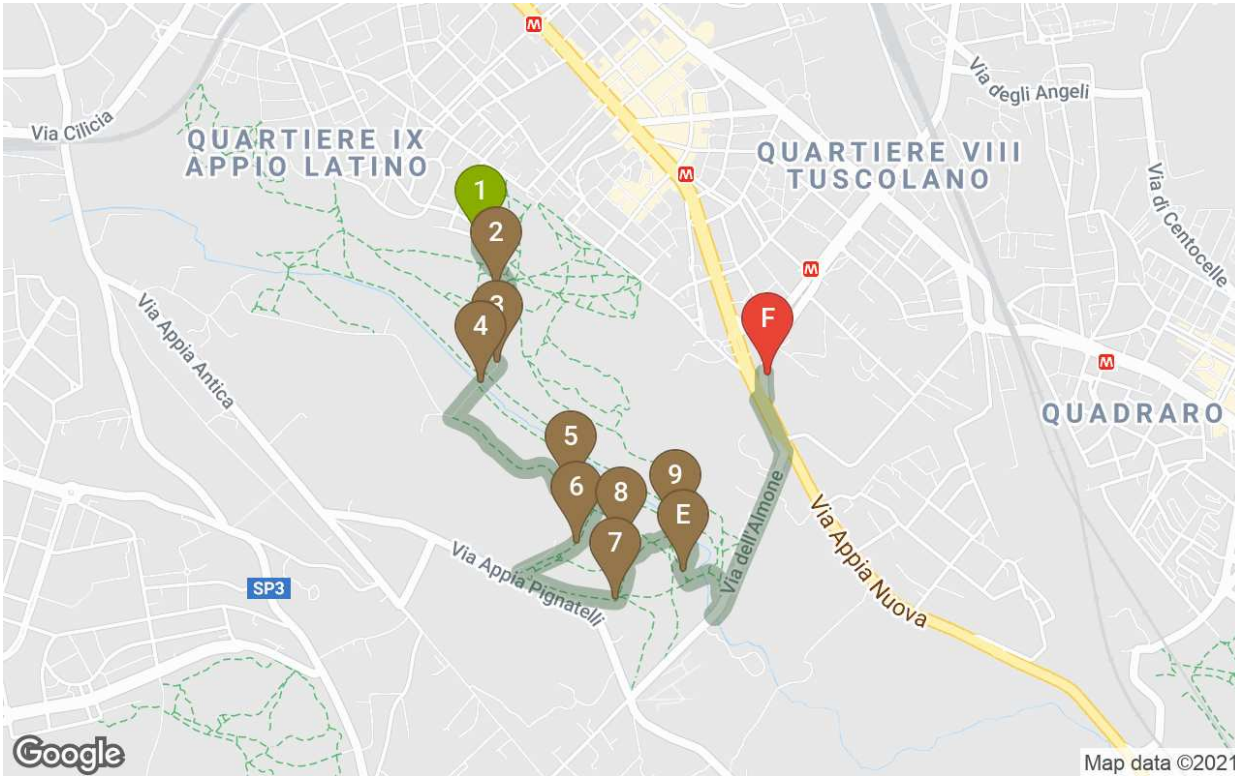 M
Via degli Angeli
Via Cilicia
QUARTIERE IX
APPIO LATINO
QUARTIERE VIII
TUSCOLANO
M
Via di Centocelle
1
2
M
3
4
F
Via Appia Antica
M
QUADRARO
5
9
6
8
E
7
Via dell'Almone
Via Appia Nuova
Via Appia Pignatelli
SP3
Google
Map data ©2021